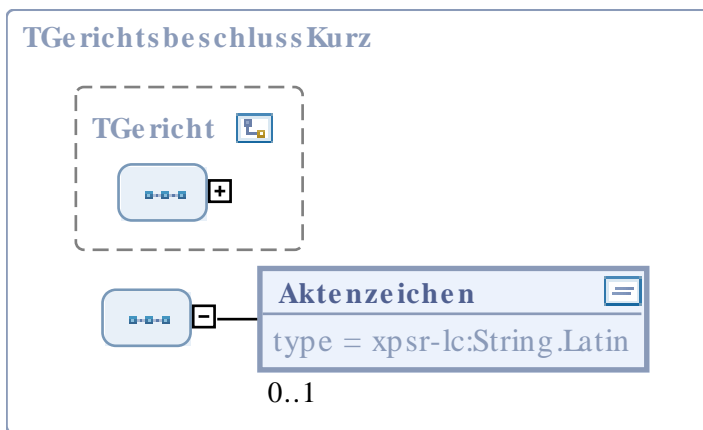 TGerichtsbeschlussKurz
TGericht
Aktenzeichen
type = xpsr-lc:String.Latin
0..1